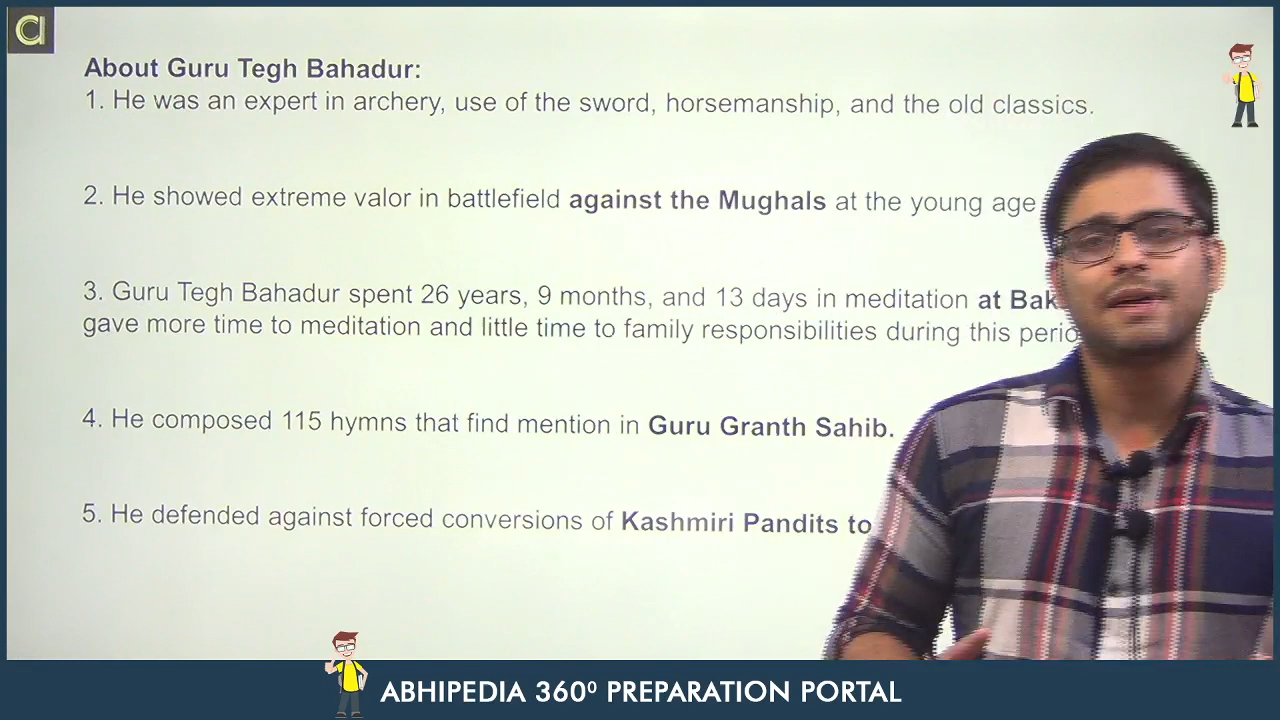 About Guru Tegh Bahadur:
1. He was an expert in archery, use of the sword, horsemanship, and the old classics.
2. He showed extreme valor in battlefield against the Mughals at the young age
3. Guru Tegh Bahadur spent 26 years, 9 months, and 13 days in meditation at Bak
gave more time to meditation and little time to family responsibilities during this perio
4. He composed 115 hymns that find mention in Guru Granth Sahib.
5. He defended against forced conversions of Kashmiri Pandits to
ABHIPEDIA 360⁰ PREPARATION PORTAL